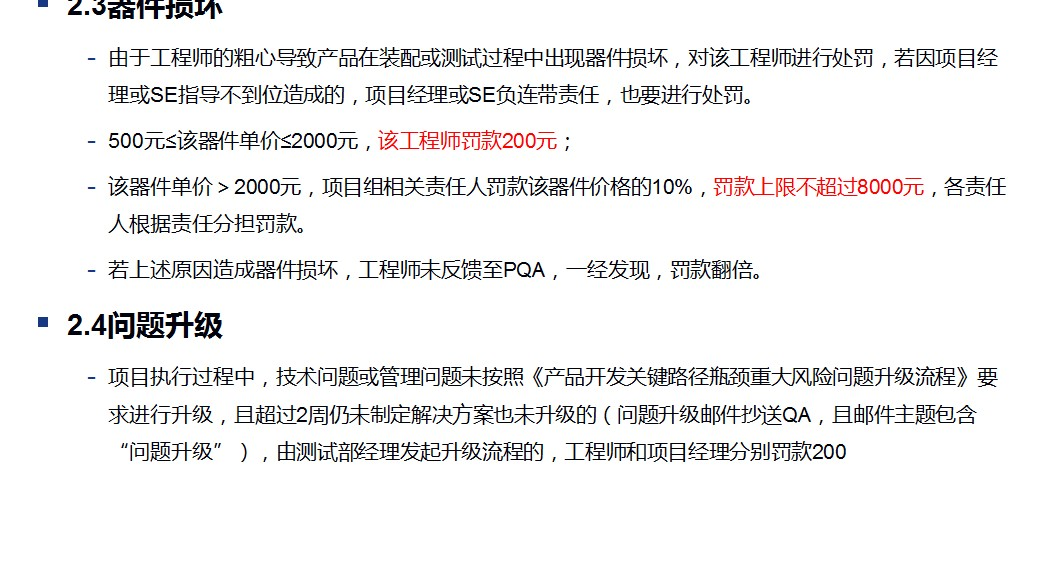 2.3器件损坏
- 由于工程师的粗心导致产品在装配或测试过程中出现器件损坏，对该工程师进行处罚，若因项目经
理或SE指导不到位造成的，项目经理或SE负连带责任，也要进行处罚。
- 500元≤该器件单价≤2000元，该工程师罚款200元；
- 该器件单价＞2000元，项目组相关责任人罚款该器件价格的10%，罚款上限不超过8000元，各责任
人根据责任分担罚款。
- 若上述原因造成器件损坏，工程师未反馈至PQA，一经发现，罚款翻倍。
2.4问题升级
- 项目执行过程中，技术问题或管理问题未按照《产品开发关键路径瓶颈重大风险问题升级流程》要
求进行升级，且超过2周仍未制定解决方案也未升级的（问题升级邮件抄送QA，且邮件主题包含
“问题升级”），由测试部经理发起升级流程的，工程师和项目经理分别罚款200